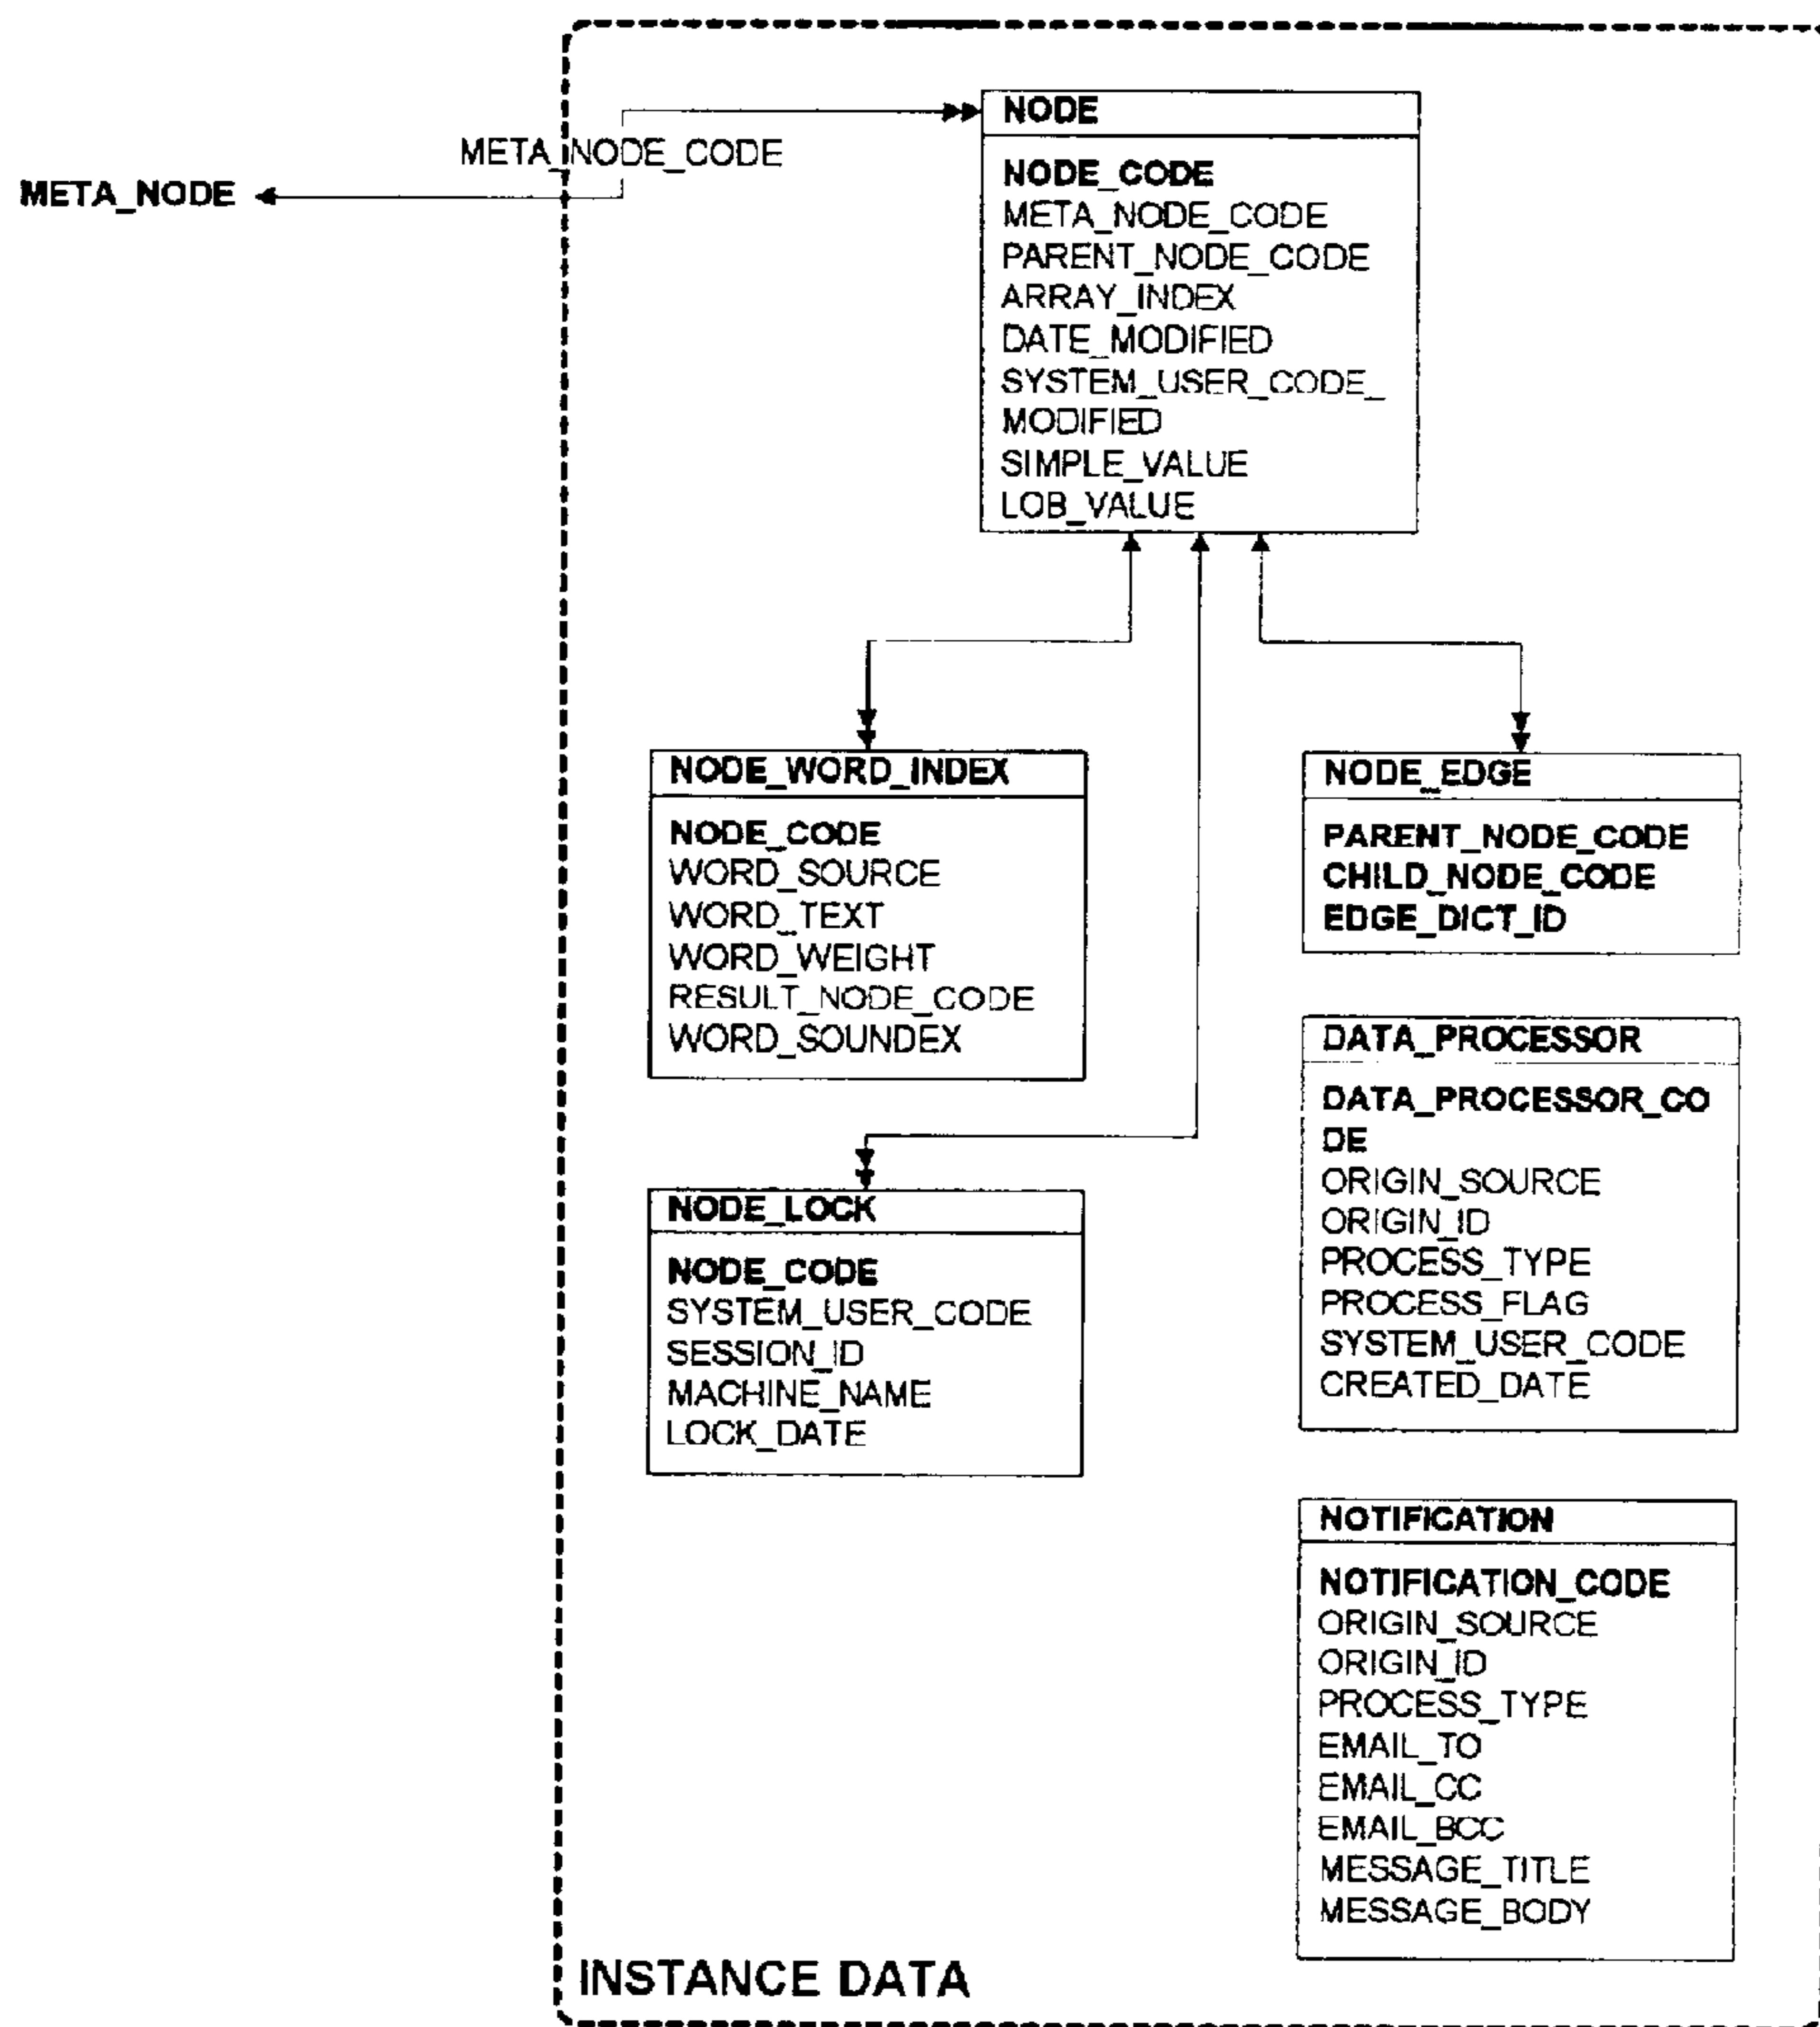 META_NODE_CODE
META_NODE
NODE
NODE_CODE
META_NODE_CODE
PARENT_NODE_CODE
ARRAY_INDEX
DATE_MODIFIED
SYSTEM_USER_CODE_
MODIFIED
SIMPLE_VALUE
LOB_VALUE
NODE_WORD_INDEX
NODE_CODE
WORD_SOURCE
WORD_TEXT
WORD_WEIGHT
RESULT_NODE_CODE
WORD_SOUNDEX
NODE_EDGE
PARENT_NODE_CODE
CHILD_NODE_CODE
EDGE_DICT_ID
DATA_PROCESSOR
DATA_PROCESSOR_CO
DE
ORIGIN_SOURCE
ORIGIN_ID
PROCESS_TYPE
PROCESS_FLAG
SYSTEM_USER_CODE
CREATED_DATE
NODE_LOCK
NODE_CODE
SYSTEM_USER_CODE
SESSION_ID
MACHINE_NAME
LOCK_DATE
NOTIFICATION
NOTIFICATION_CODE
ORIGIN_SOURCE
ORIGIN_ID
PROCESS_TYPE
EMAIL_TO
EMAIL_CC
EMAIL_BCC
MESSAGE_TITLE
MESSAGE_BODY
INSTANCE DATA